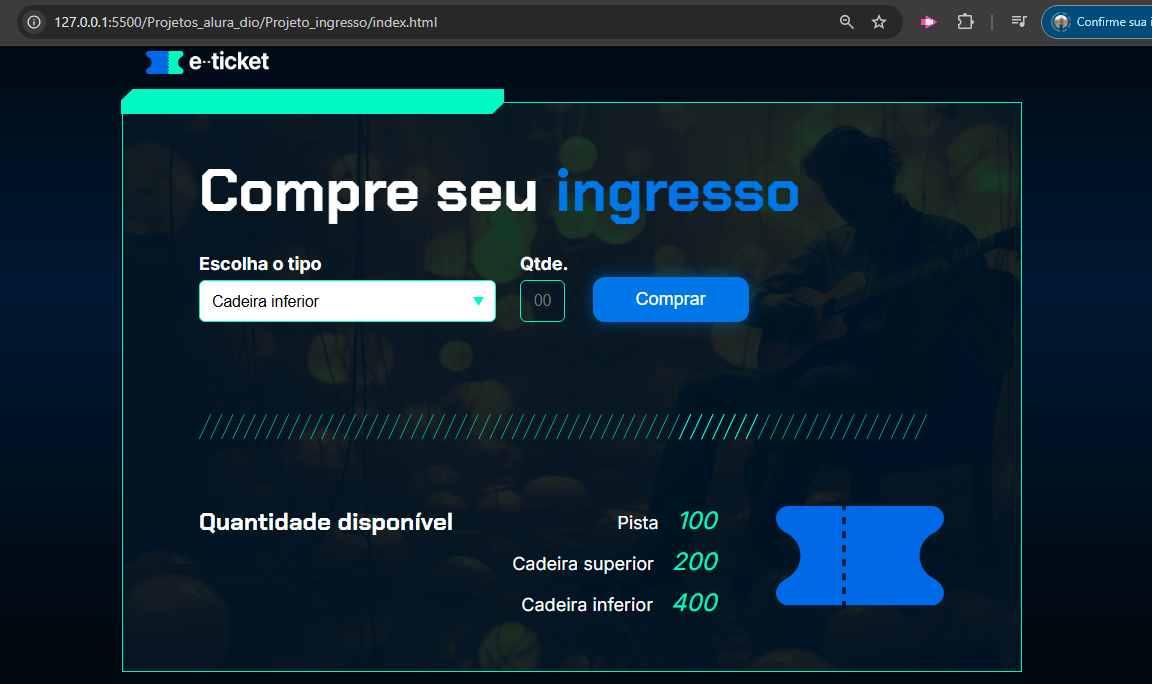 127.0.0.1:5500/Projetos_alura_dio/Projeto_ingresso/index.html
Confirme sua i
e--ticket
Compre seu ingresso
Escolha o tipo Qtde.
Cadeira inferior 00 Comprar
Quantidade disponível Pista 100
Cadeira superior 200
Cadeira inferior 400